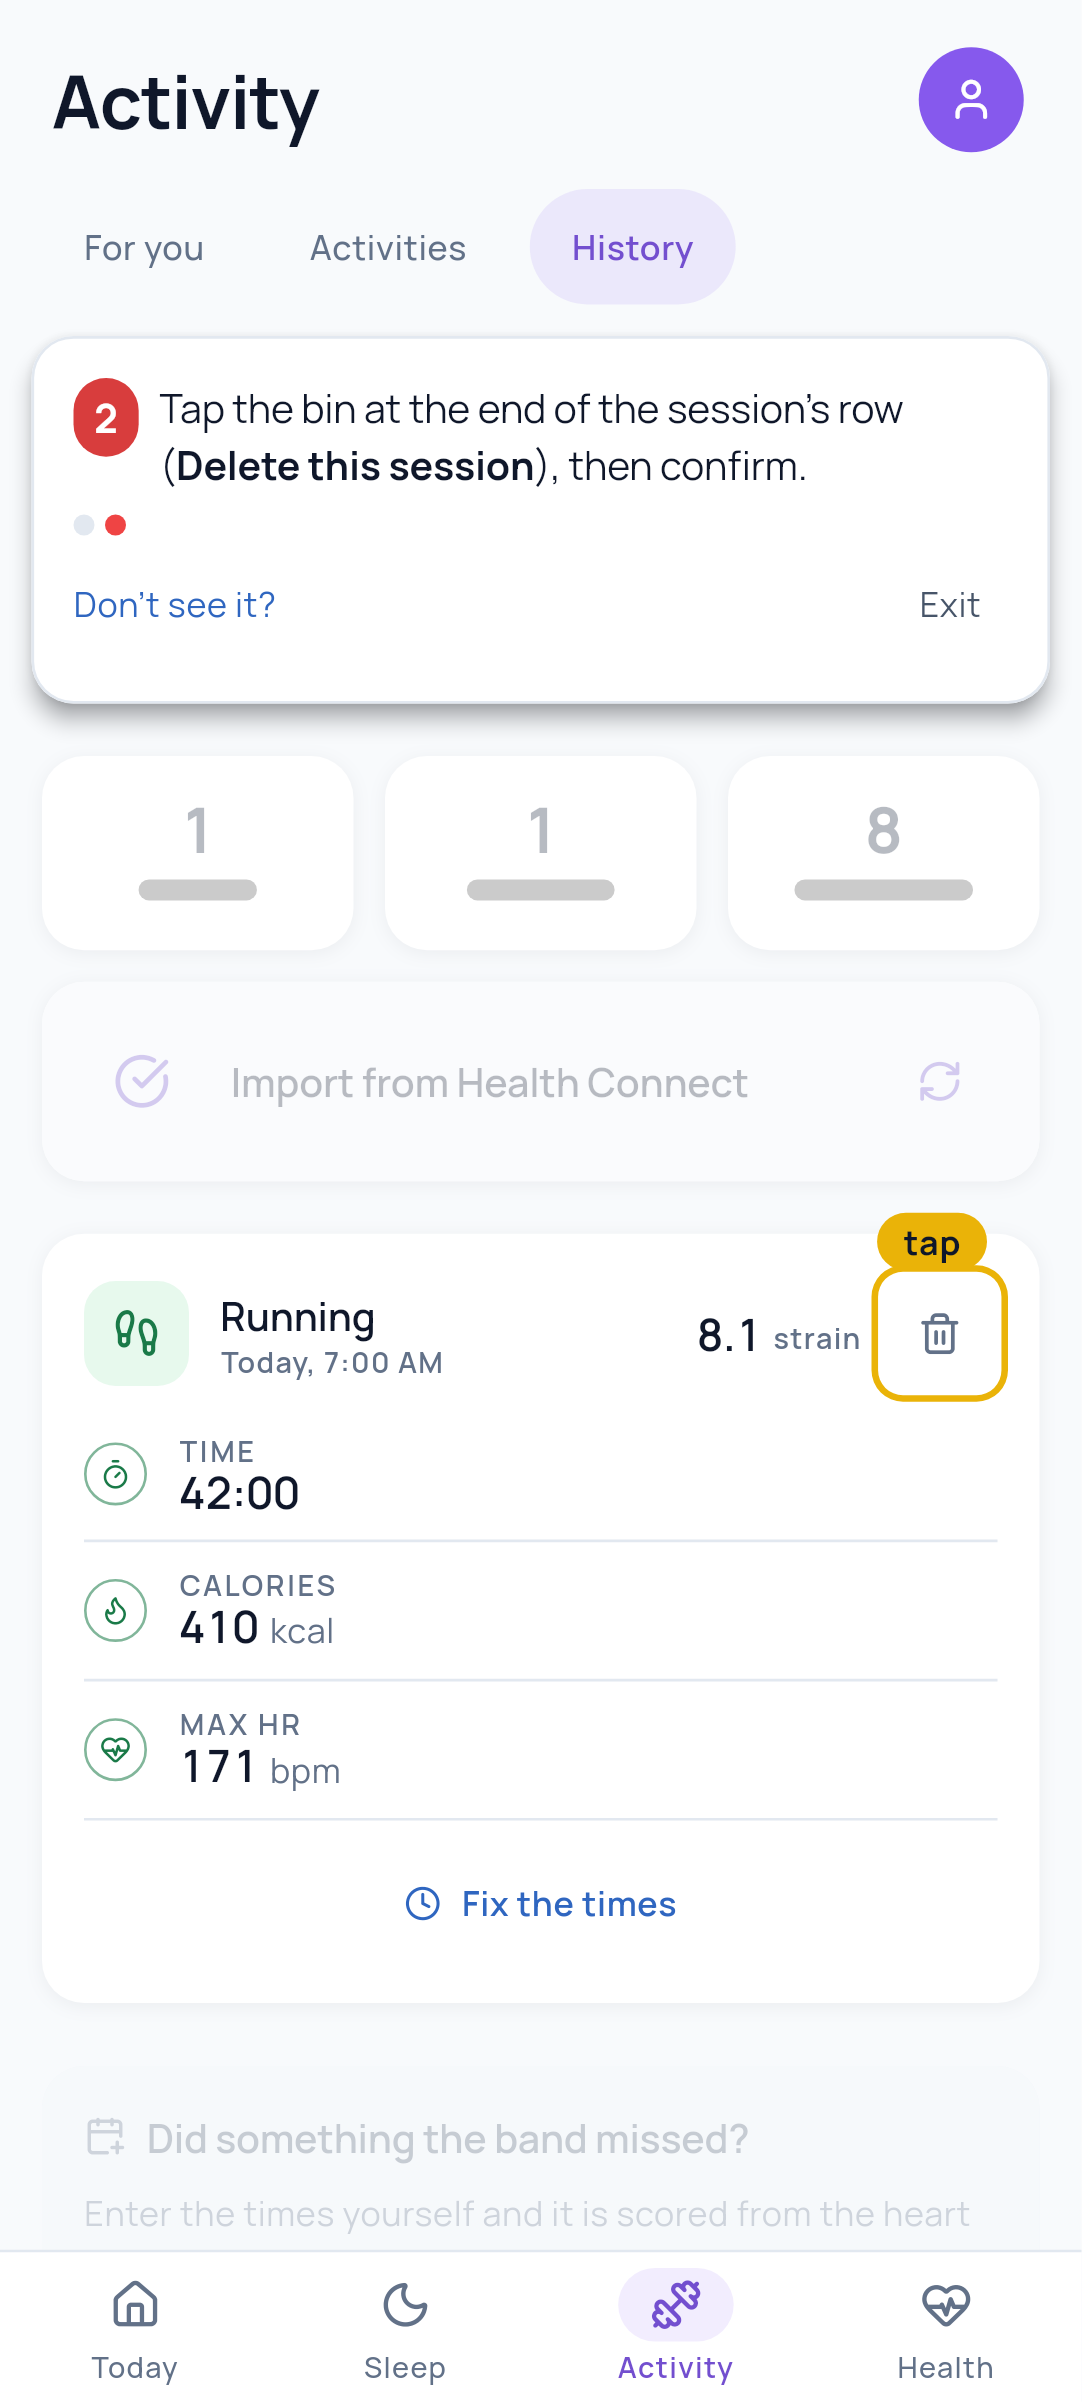 Activity
For you
Activities
History
2
Tap the bin at the end of the session's row
(Delete this session), then confirm.
Don't see it?
Exit
1
1
8
Import from Health Connect
tap
Running
Today, 7:00 AM
8.1 strain
TIME
42:00
CALORIES
410 kcal
MAX HR
171 bpm
Fix the times
Did something the band missed?
Enter the times yourself and it is scored from the heart
Today
Sleep
Activity
Health